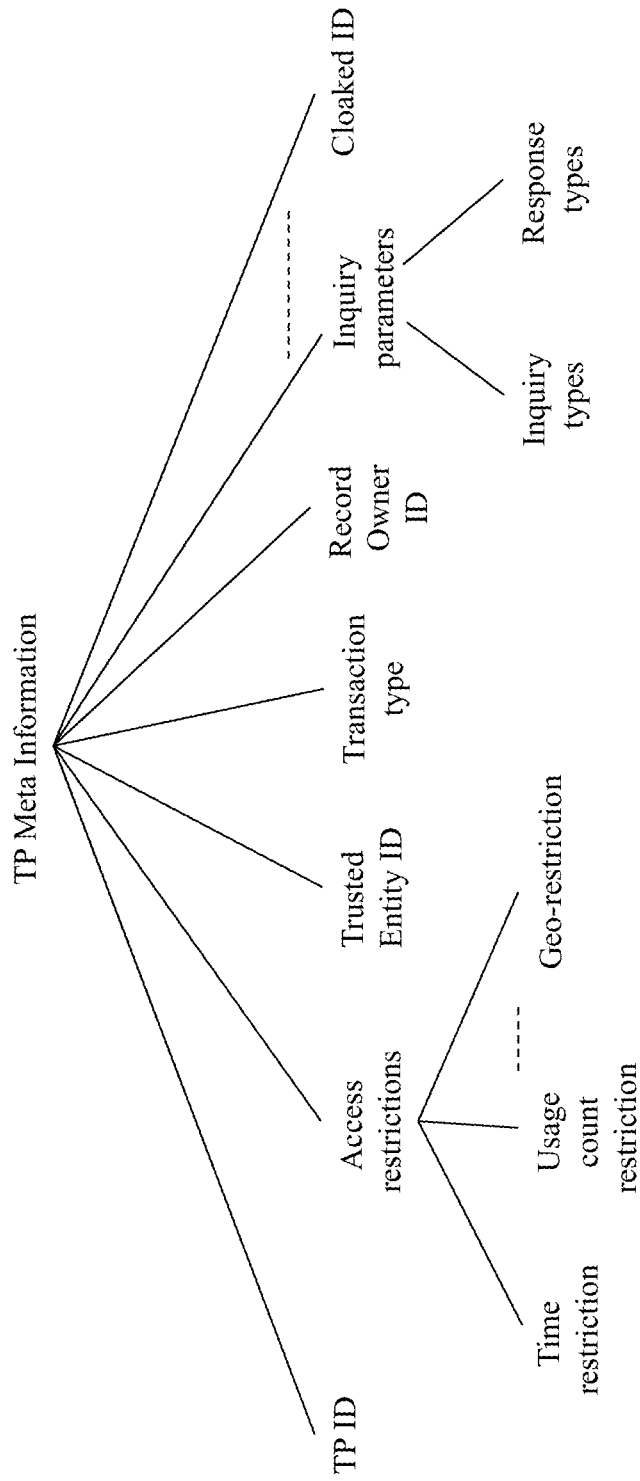 TP Meta Information
TP ID
Access
restrictions
Trusted
Entity ID
Transaction
type
Record
Owner
ID
Inquiry
parameters
Cloaked ID
Time
restriction
Usage
count
restriction
Geo-restriction
Inquiry
types
Response
types